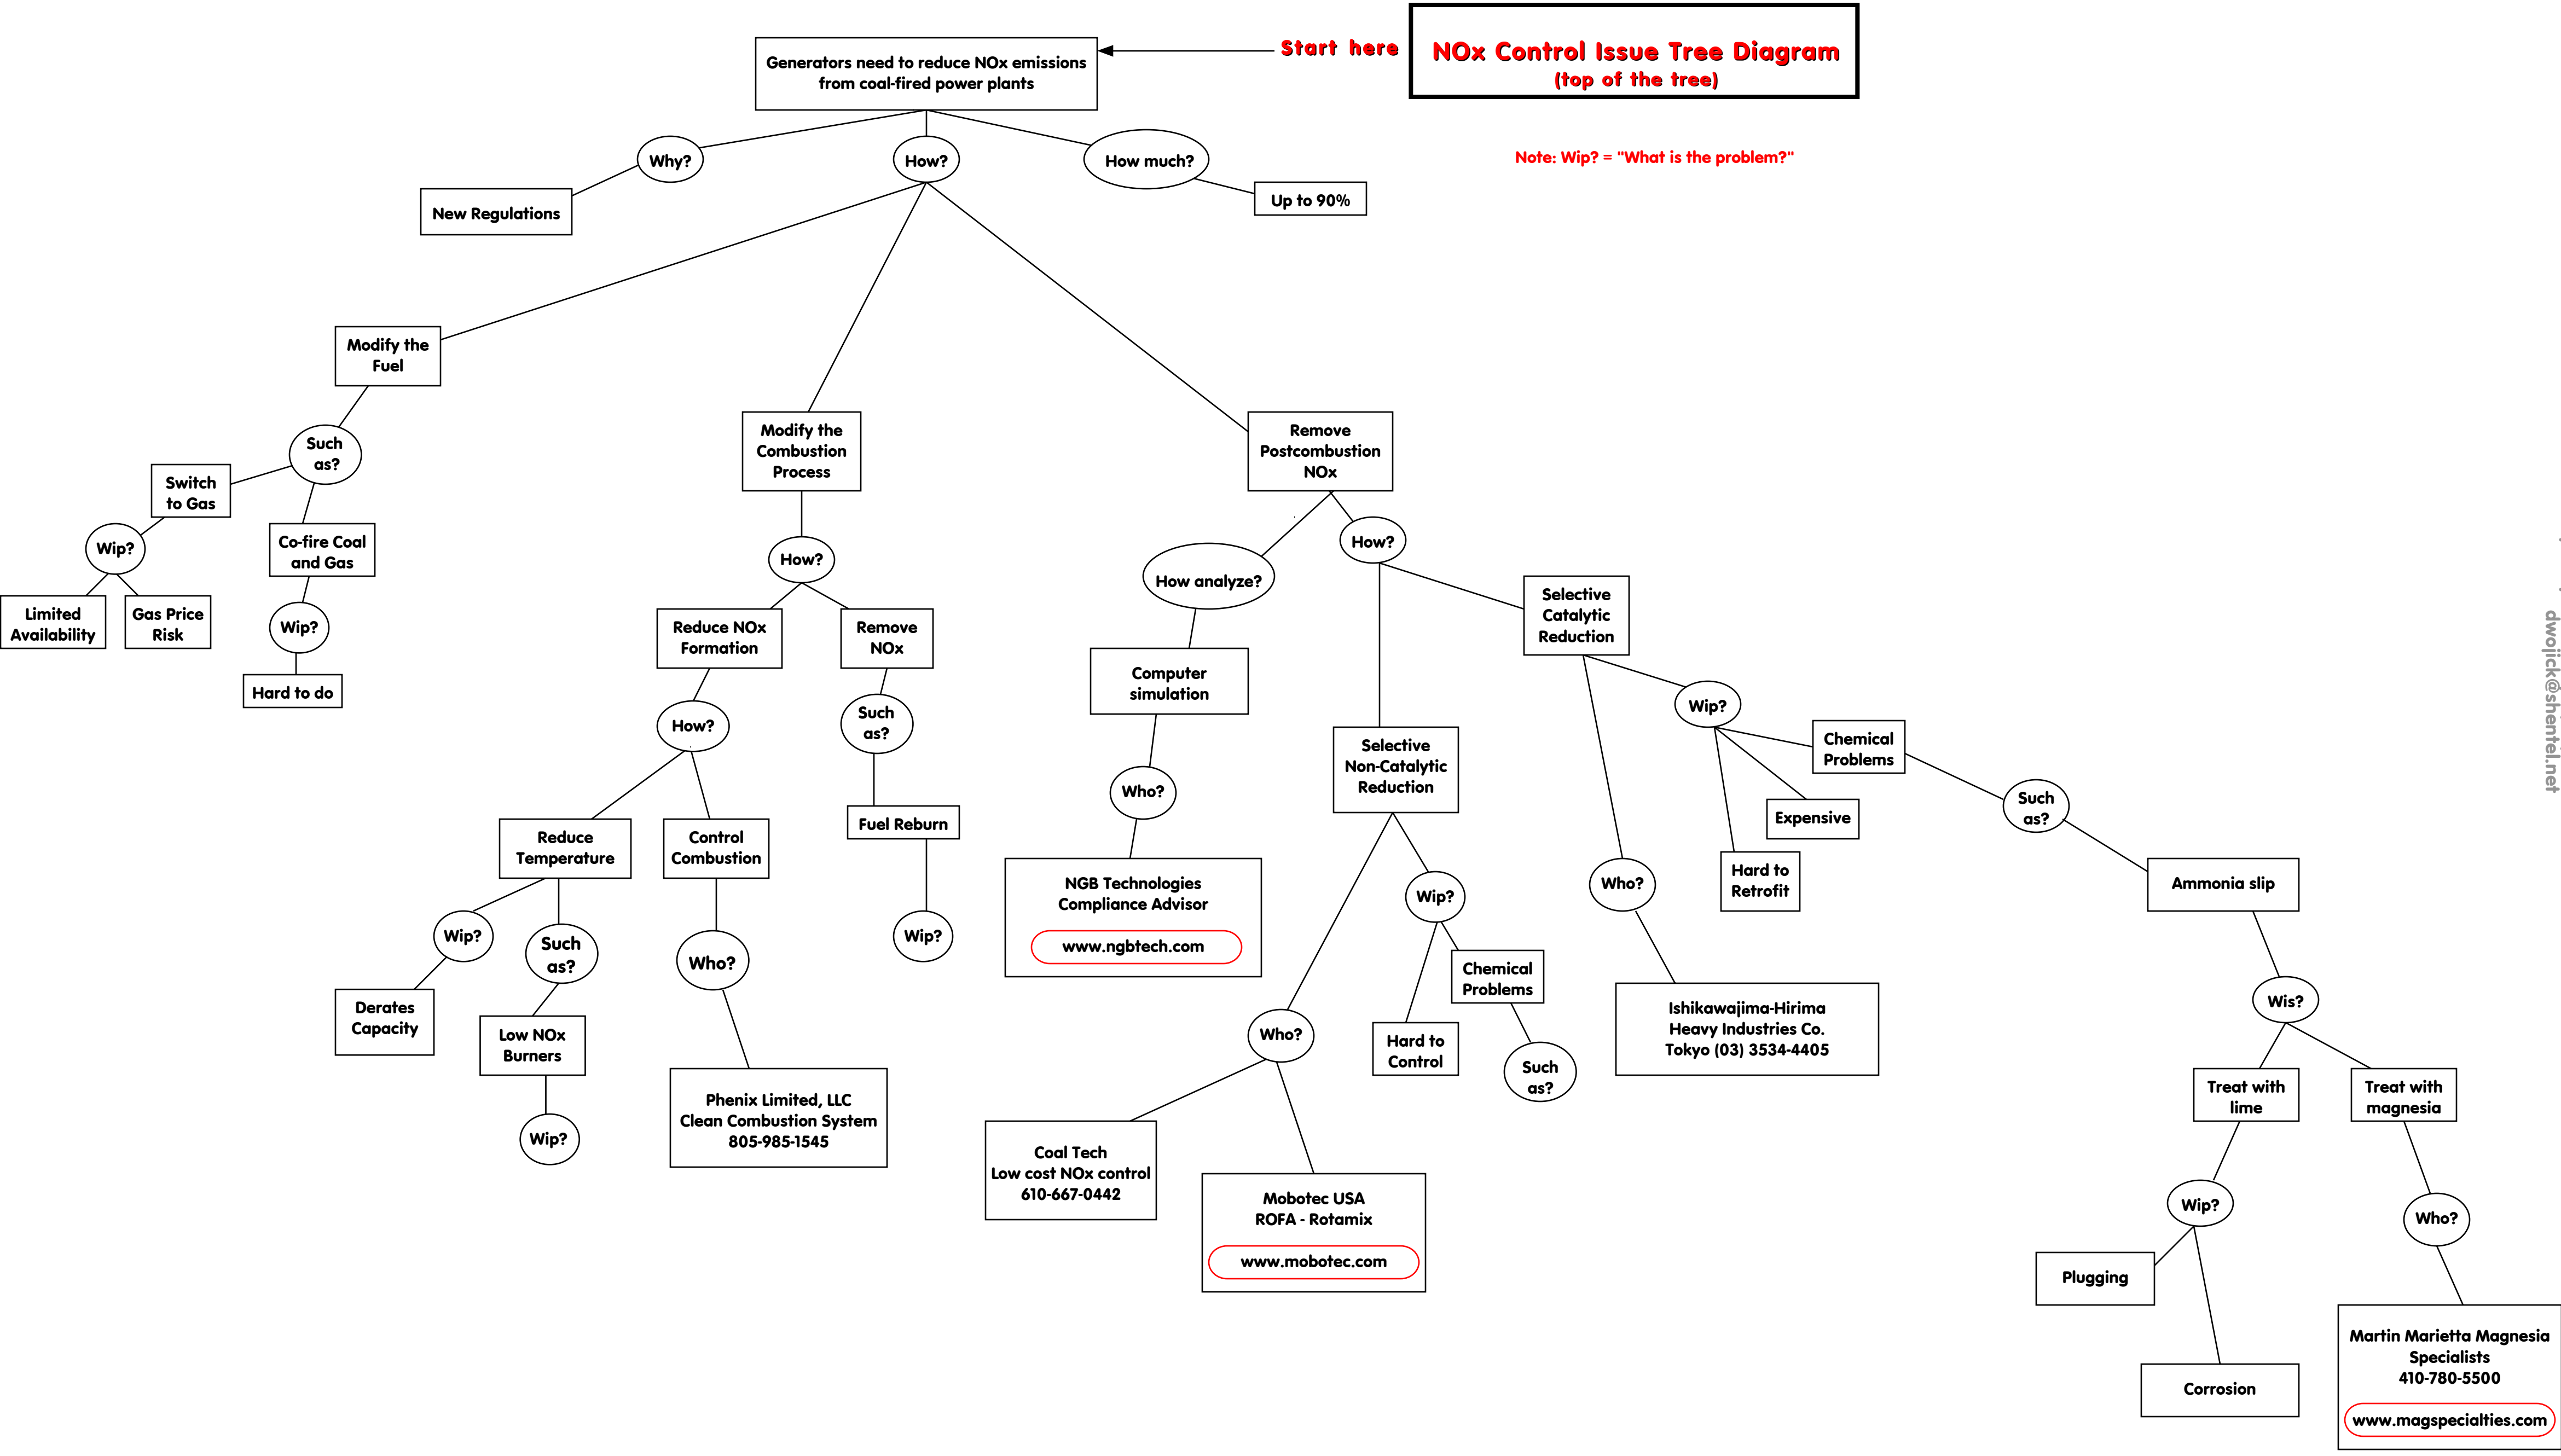 Start here
NOx Control Issue Tree Diagram
(top of the tree)
Note: Wip? = "What is the problem?"
Generators need to reduce NOx emissions
from coal-fired power plants
Why?
How?
How much?
New Regulations
Up to 90%
Modify the
Fuel
Such
as?
Switch
to Gas
Wip?
Limited
Availability
Gas Price
Risk
Co-fire Coal
and Gas
Wip?
Hard to do
Modify the
Combustion
Process
How?
Reduce NOx
Formation
How?
Reduce
Temperature
Wip?
Derates
Capacity
Such
as?
Low NOx
Burners
Wip?
Control
Combustion
Who?
Phenix Limited, LLC
Clean Combustion System
805-985-1545
Remove
NOx
Such
as?
Fuel Reburn
Wip?
Remove
Postcombustion
NOx
How analyze?
Computer
simulation
Who?
NGB Technologies
Compliance Advisor
www.ngbtech.com
How?
Selective
Non-Catalytic
Reduction
Who?
Coal Tech
Low cost NOx control
610-667-0442
Mobotec USA
ROFA - Rotamix
www.mobotec.com
Wip?
Hard to
Control
Chemical
Problems
Such
as?
Selective
Catalytic
Reduction
Who?
Ishikawajima-Hirima
Heavy Industries Co.
Tokyo (03) 3534-4405
Wip?
Hard to
Retrofit
Expensive
Chemical
Problems
Such
as?
Ammonia slip
Wis?
Treat with
lime
Wip?
Plugging
Corrosion
Treat with
magnesia
Who?
Martin Marietta Magnesia
Specialists
410-780-5500
www.magspecialties.com
dwojick@shentel.net